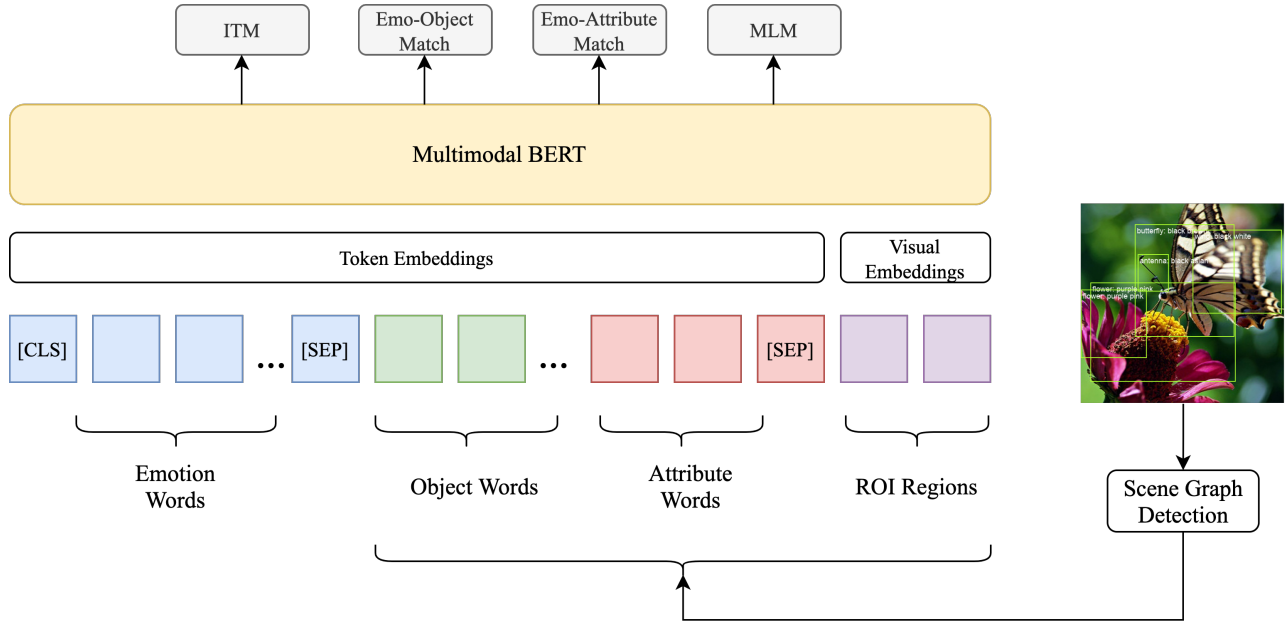 ITM
Emo-Object
Match
Emo-Attribute
Match
MLM
Multimodal BERT
Token Embeddings
Visual
Embeddings
butterfly: black
black white
antenna: black
flower: purple pink
flower: purple pink
[CLS]
...
[SEP]
...
[SEP]
Emotion
Words
Object Words
Attribute
Words
ROI Regions
Scene Graph
Detection